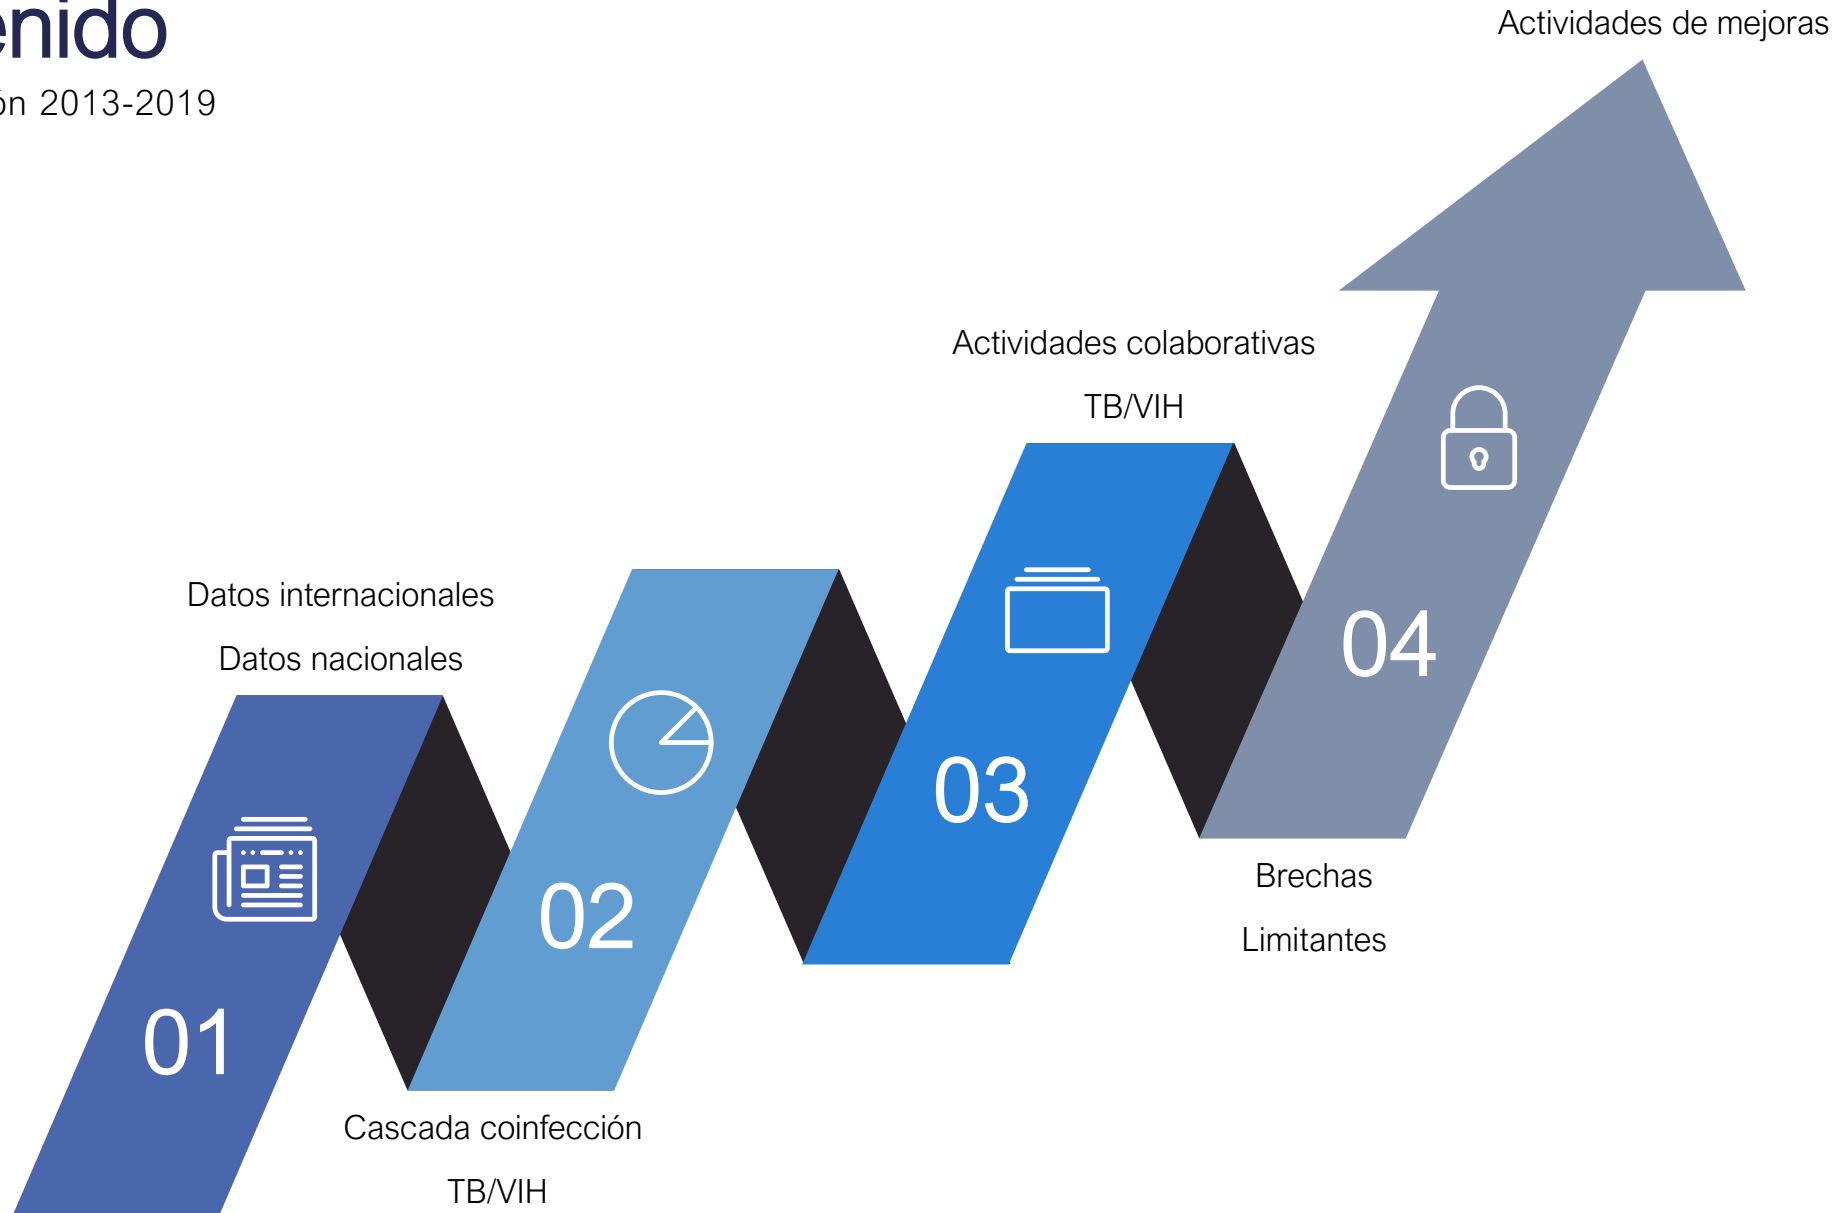 enido
ón 2013-2019
Actividades de mejoras
Actividades colaborativas
TB/VIH
Datos internacionales
Datos nacionales
04
03
02
01
Brechas
Limitantes
Cascada coinfección
TB/VIH